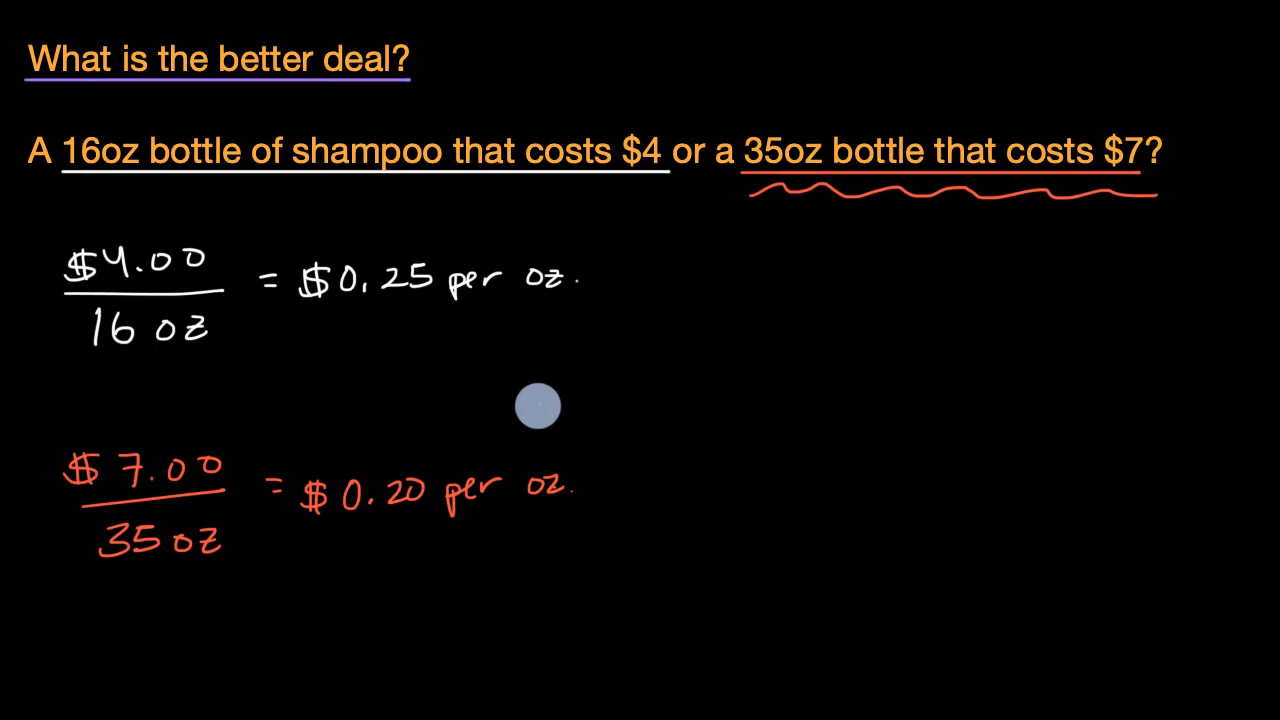 What is the better deal?
A 16oz bottle of shampoo that costs $4 or a 35oz bottle that costs $7?
$4.00
= $0.25 per oz.
16 oz
$7.00
= $0.20 per oz.
35 oz